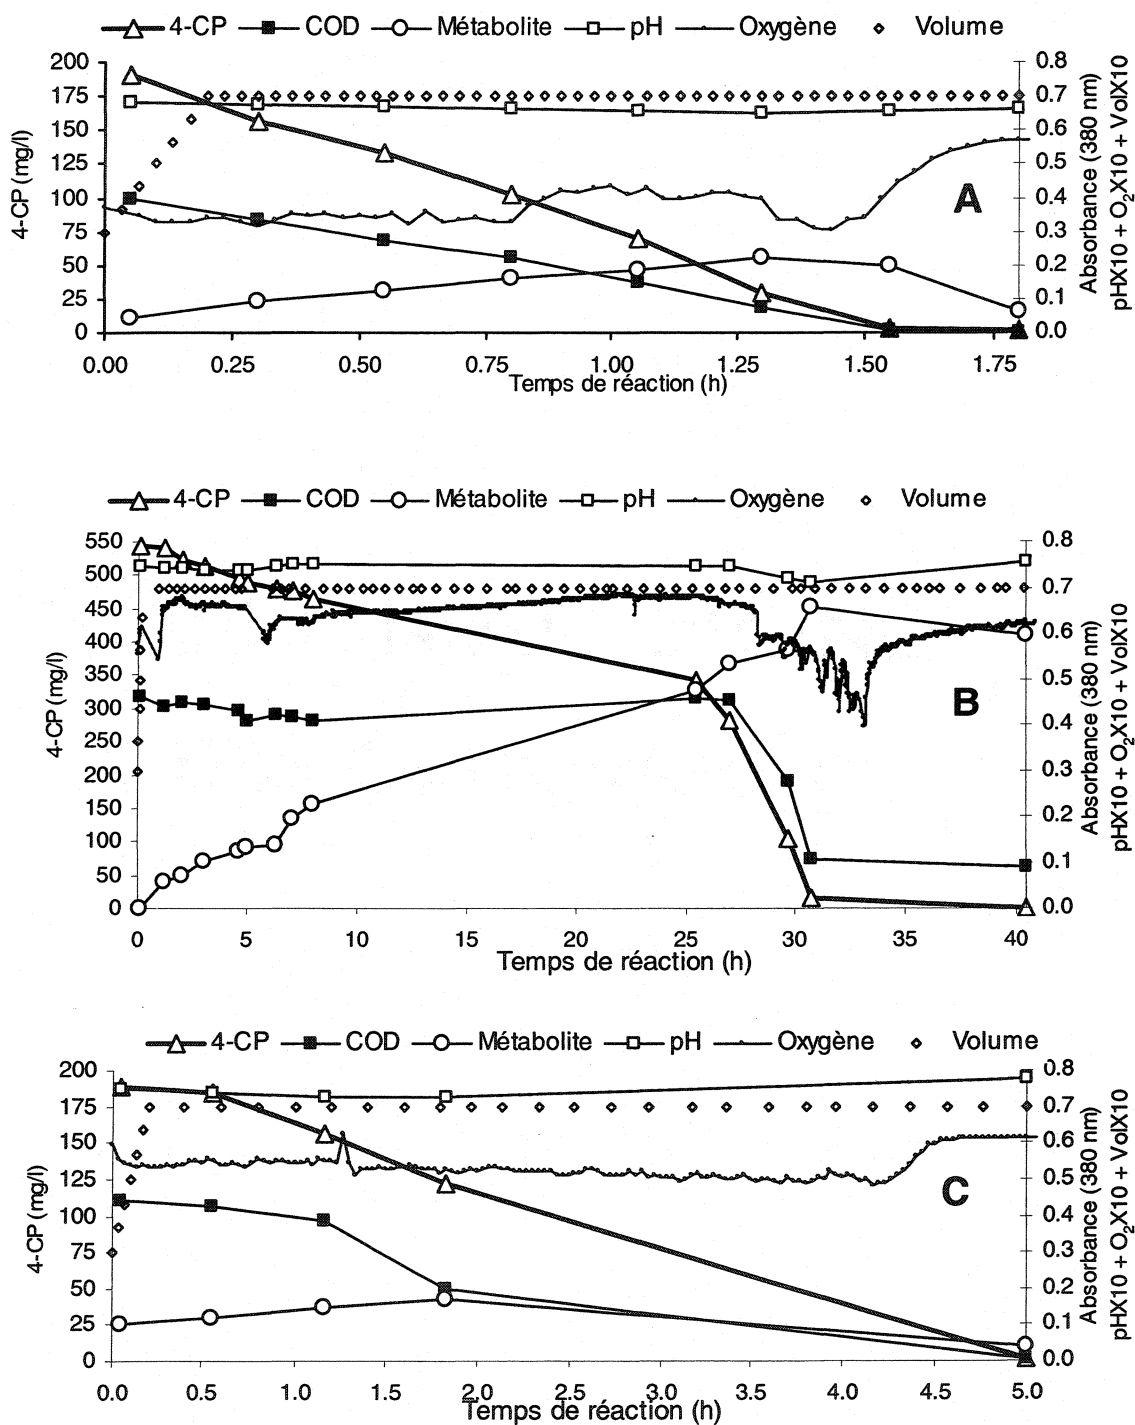 4-CP COD Métabolite pH Oxygène Volume
4-CP (mg/l)
200
175
150
125
100
75
50
25
0
0.8
0.7
0.6
0.5
0.4
0.3
0.2
0.1
0.0
Absorbance (380 nm)
pHX10 + O₂X10 + VolX10
A
0.00 0.25 0.50 0.75 1.00 1.25 1.50 1.75
Temps de réaction (h)
4-CP COD Métabolite pH Oxygène Volume
4-CP (mg/l)
550
500
450
400
350
300
250
200
150
100
50
0
0.8
0.7
0.6
0.5
0.4
0.3
0.2
0.1
0.0
Absorbance (380 nm)
pHX10 + O₂X10 + VolX10
B
0 5 10 15 20 25 30 35 40
Temps de réaction (h)
4-CP COD Métabolite pH Oxygène Volume
4-CP (mg/l)
200
175
150
125
100
75
50
25
0
0.8
0.7
0.6
0.5
0.4
0.3
0.2
0.1
0.0
Absorbance (380 nm)
pHX10 + O₂X10 + VolX10
C
0.0 0.5 1.0 1.5 2.0 2.5 3.0 3.5 4.0 4.5 5.0
Temps de réaction (h)